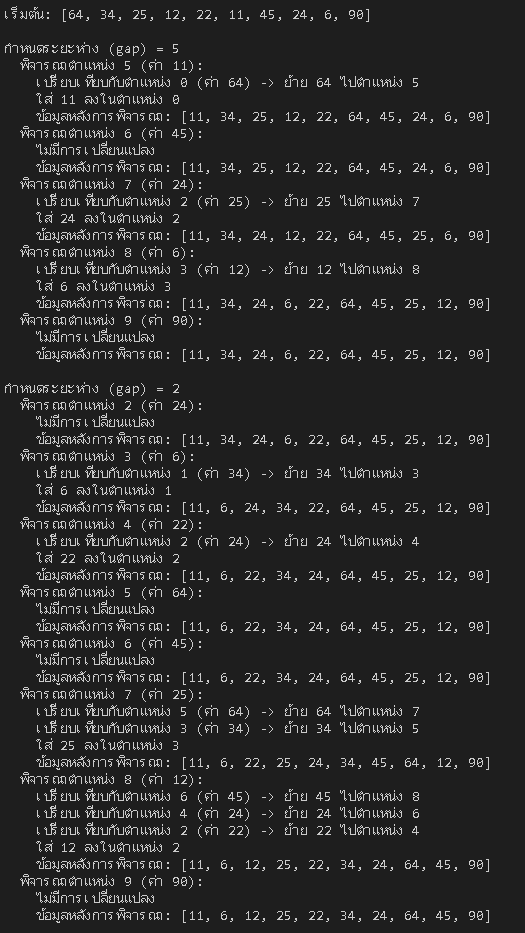 เริ่มต้น: [64, 34, 25, 12, 22, 11, 45, 24, 6, 90]
กำหนดระยะห่าง (gap) = 5
พิจารณาตำแหน่ง 5 (ค่า 11):
เปรียบเทียบกับตำแหน่ง 0 (ค่า 64) -> ย้าย 64 ไปตำแหน่ง 5
ใส่ 11 ลงในตำแหน่ง 0
ข้อมูลหลังการพิจารณา: [11, 34, 25, 12, 22, 64, 45, 24, 6, 90]
พิจารณาตำแหน่ง 6 (ค่า 45):
ไม่มีการเปลี่ยนแปลง
ข้อมูลหลังการพิจารณา: [11, 34, 25, 12, 22, 64, 45, 24, 6, 90]
พิจารณาตำแหน่ง 7 (ค่า 24):
เปรียบเทียบกับตำแหน่ง 2 (ค่า 25) -> ย้าย 25 ไปตำแหน่ง 7
ใส่ 24 ลงในตำแหน่ง 2
ข้อมูลหลังการพิจารณา: [11, 34, 24, 12, 22, 64, 45, 25, 6, 90]
พิจารณาตำแหน่ง 8 (ค่า 6):
เปรียบเทียบกับตำแหน่ง 3 (ค่า 12) -> ย้าย 12 ไปตำแหน่ง 8
ใส่ 6 ลงในตำแหน่ง 3
ข้อมูลหลังการพิจารณา: [11, 34, 24, 6, 22, 64, 45, 25, 12, 90]
พิจารณาตำแหน่ง 9 (ค่า 90):
ไม่มีการเปลี่ยนแปลง
ข้อมูลหลังการพิจารณา: [11, 34, 24, 6, 22, 64, 45, 25, 12, 90]
กำหนดระยะห่าง (gap) = 2
พิจารณาตำแหน่ง 2 (ค่า 24):
ไม่มีการเปลี่ยนแปลง
ข้อมูลหลังการพิจารณา: [11, 34, 24, 6, 22, 64, 45, 25, 12, 90]
พิจารณาตำแหน่ง 3 (ค่า 6):
เปรียบเทียบกับตำแหน่ง 1 (ค่า 34) -> ย้าย 34 ไปตำแหน่ง 3
ใส่ 6 ลงในตำแหน่ง 1
ข้อมูลหลังการพิจารณา: [11, 6, 24, 34, 22, 64, 45, 25, 12, 90]
พิจารณาตำแหน่ง 4 (ค่า 22):
เปรียบเทียบกับตำแหน่ง 2 (ค่า 24) -> ย้าย 24 ไปตำแหน่ง 4
ใส่ 22 ลงในตำแหน่ง 2
ข้อมูลหลังการพิจารณา: [11, 6, 22, 34, 24, 64, 45, 25, 12, 90]
พิจารณาตำแหน่ง 5 (ค่า 64):
ไม่มีการเปลี่ยนแปลง
ข้อมูลหลังการพิจารณา: [11, 6, 22, 34, 24, 64, 45, 25, 12, 90]
พิจารณาตำแหน่ง 6 (ค่า 45):
ไม่มีการเปลี่ยนแปลง
ข้อมูลหลังการพิจารณา: [11, 6, 22, 34, 24, 64, 45, 25, 12, 90]
พิจารณาตำแหน่ง 7 (ค่า 25):
เปรียบเทียบกับตำแหน่ง 5 (ค่า 64) -> ย้าย 64 ไปตำแหน่ง 7
เปรียบเทียบกับตำแหน่ง 3 (ค่า 34) -> ย้าย 34 ไปตำแหน่ง 5
ใส่ 25 ลงในตำแหน่ง 3
ข้อมูลหลังการพิจารณา: [11, 6, 22, 25, 24, 34, 45, 64, 12, 90]
พิจารณาตำแหน่ง 8 (ค่า 12):
เปรียบเทียบกับตำแหน่ง 6 (ค่า 45) -> ย้าย 45 ไปตำแหน่ง 8
เปรียบเทียบกับตำแหน่ง 4 (ค่า 24) -> ย้าย 24 ไปตำแหน่ง 6
เปรียบเทียบกับตำแหน่ง 2 (ค่า 22) -> ย้าย 22 ไปตำแหน่ง 4
ใส่ 12 ลงในตำแหน่ง 2
ข้อมูลหลังการพิจารณา: [11, 6, 12, 25, 22, 34, 24, 64, 45, 90]
พิจารณาตำแหน่ง 9 (ค่า 90):
ไม่มีการเปลี่ยนแปลง
ข้อมูลหลังการพิจารณา: [11, 6, 12, 25, 22, 34, 24, 64, 45, 90]